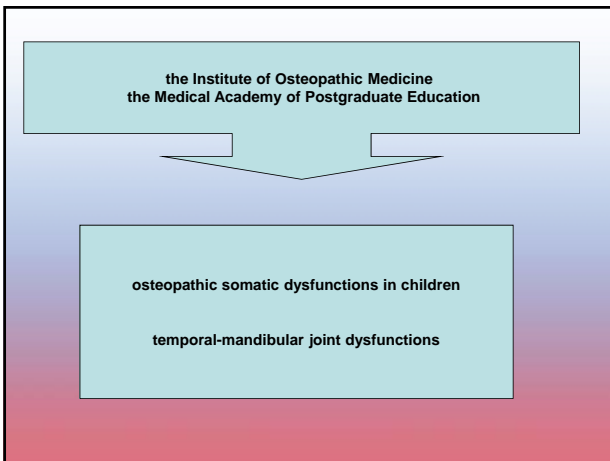 the Institute of Osteopathic Medicine
the Medical Academy of Postgraduate Education
osteopathic somatic dysfunctions in children
temporal-mandibular joint dysfunctions